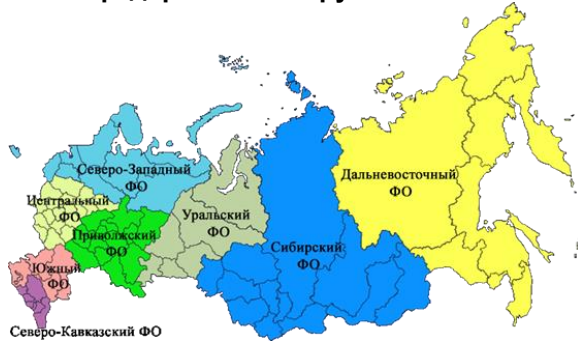 Северо-Западный
ФО
Центральный
ФО
Приволжский
ФО
Уральский
ФО
Южный
ФО
Северо-Кавказский ФО
Сибирский
ФО
Дальневосточный
ФО